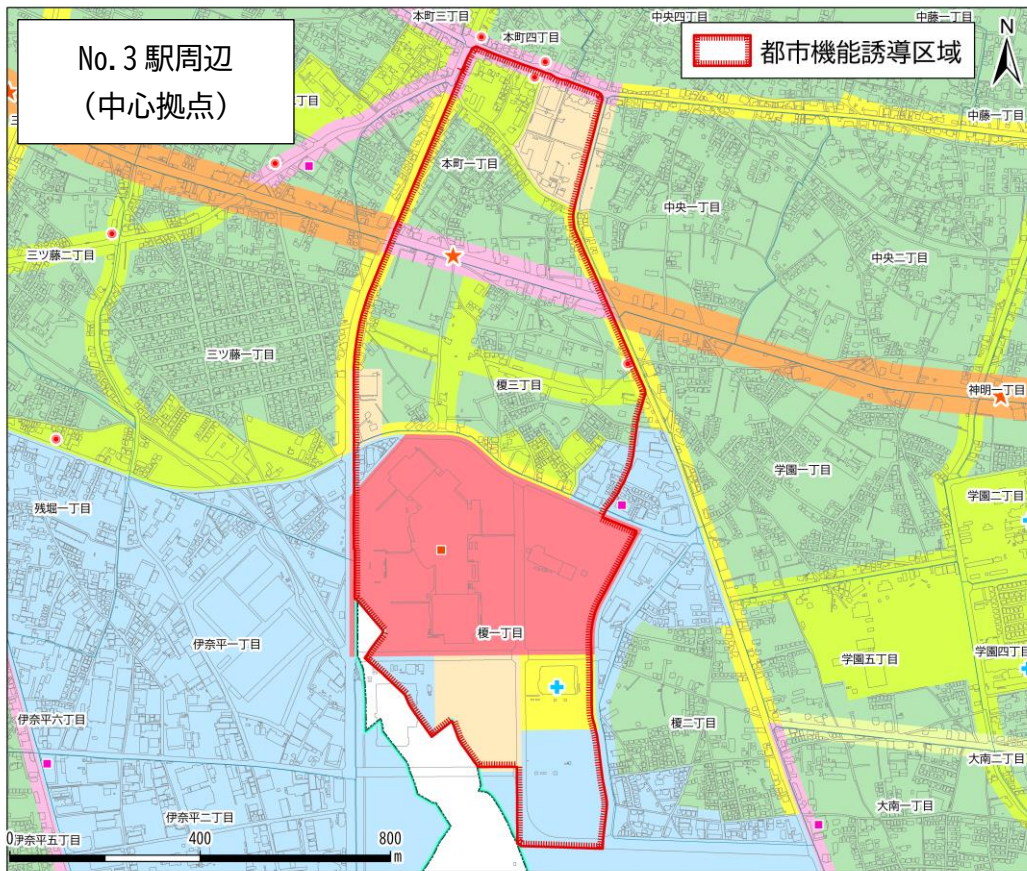 No.3 駅周辺
（中心拠点）
都市機能誘導区域
N
本町三丁目
中央四丁目
中藤一丁目
本町四丁目
丁目
三
中藤一丁目
本町一丁目
中央一丁目
三ツ藤二丁目
中央二丁目
三ツ藤一丁目
榎三丁目
神明一丁目
学園一丁目
残堀一丁目
学園二丁目
伊奈平一丁目
榎一丁目
学園五丁目
学園四丁目
伊奈平六丁目
榎二丁目
大南二丁目
大南一丁目
伊奈平二丁目
伊奈平五丁目
0
400
800
m